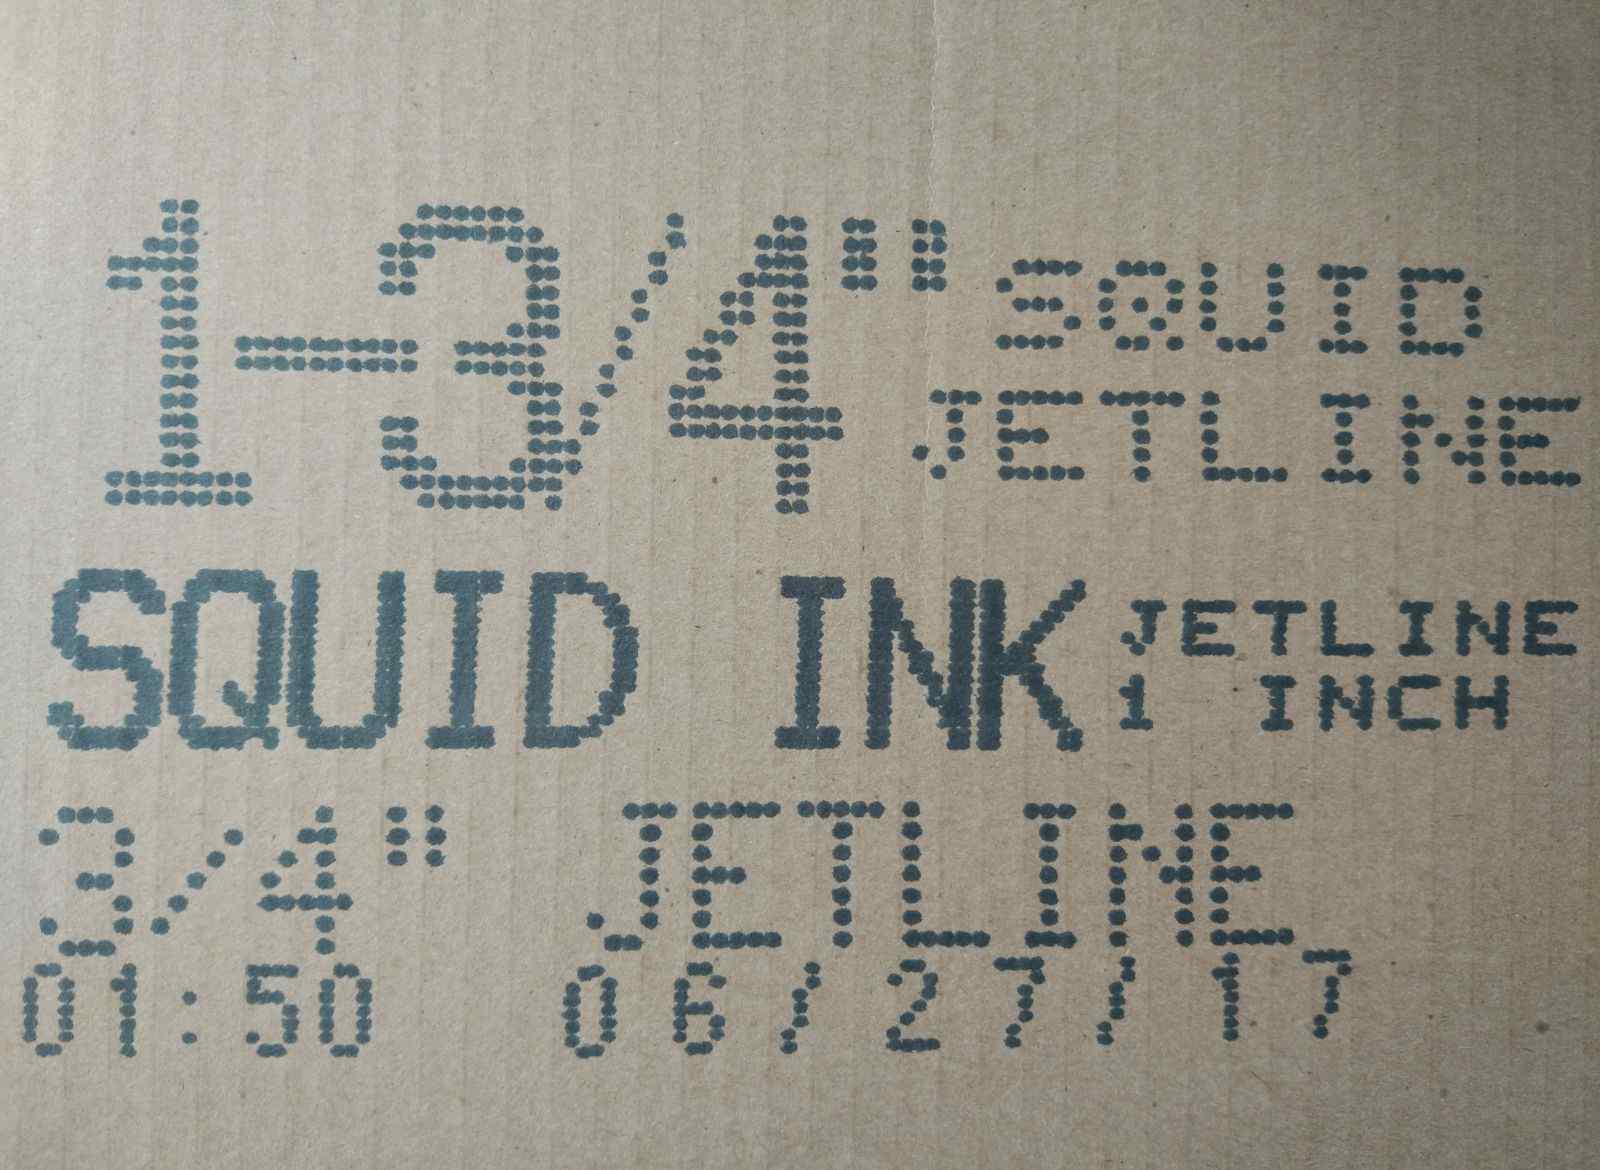 1-3/4" SQUID
JETLINE
SQUID INK JETLINE
1 INCH
3/4" JETLINE
01:50 06/27/17